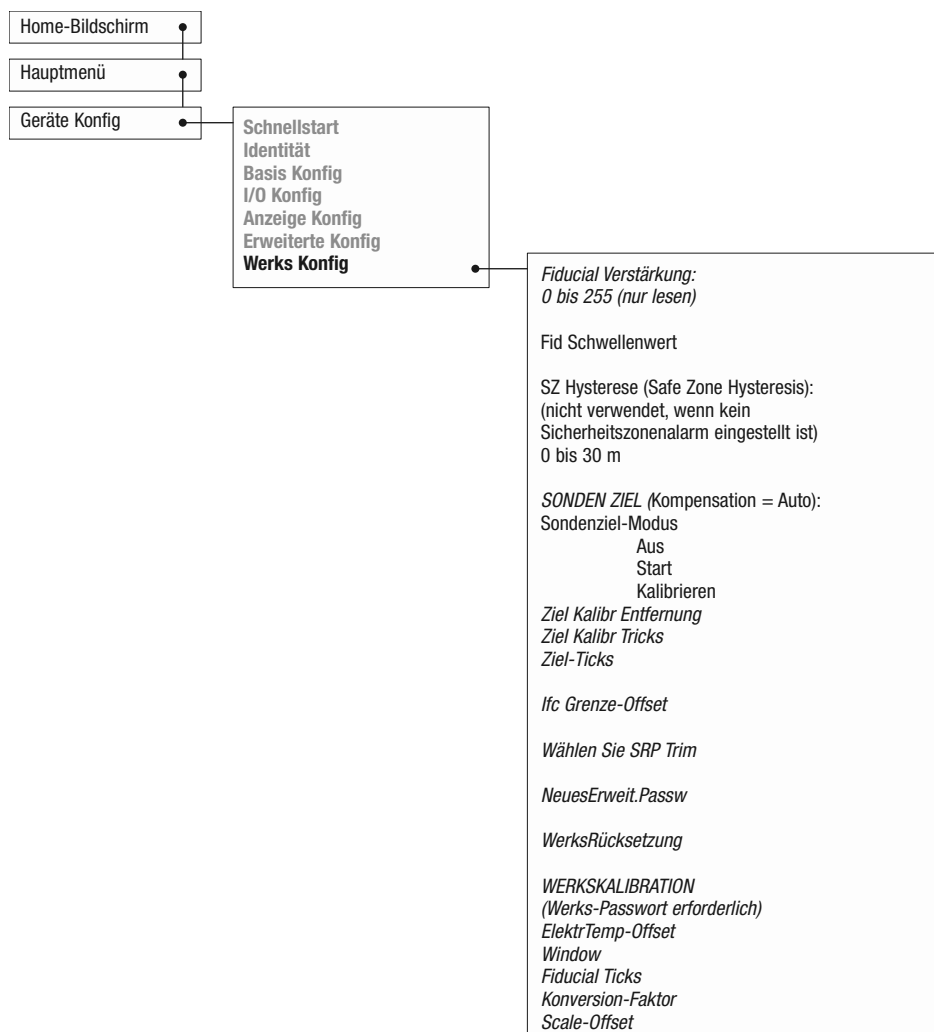 Home-Bildschirm
Hauptmenü
Geräte Konfig
Schnellstart
Identität
Basis Konfig
I/O Konfig
Anzeige Konfig
Erweiterte Konfig
Werks Konfig
Fiducial Verstärkung:
0 bis 255 (nur lesen)
Fid Schwellenwert
SZ Hysterese (Safe Zone Hysteresis):
(nicht verwendet, wenn kein
Sicherheitszonenalarm eingestellt ist)
0 bis 30 m
SONDEN ZIEL (Kompensation = Auto):
Sondenziel-Modus
Aus
Start
Kalibrieren
Ziel Kalibr Entfernung
Ziel Kalibr Tricks
Ziel-Ticks
Ifc Grenze-Offset
Wählen Sie SRP Trim
NeuesErweit.Passw
WerksRücksetzung
WERKSKALIBRATION
(Werks-Passwort erforderlich)
ElektrTemp-Offset
Window
Fiducial Ticks
Konversion-Faktor
Scale-Offset